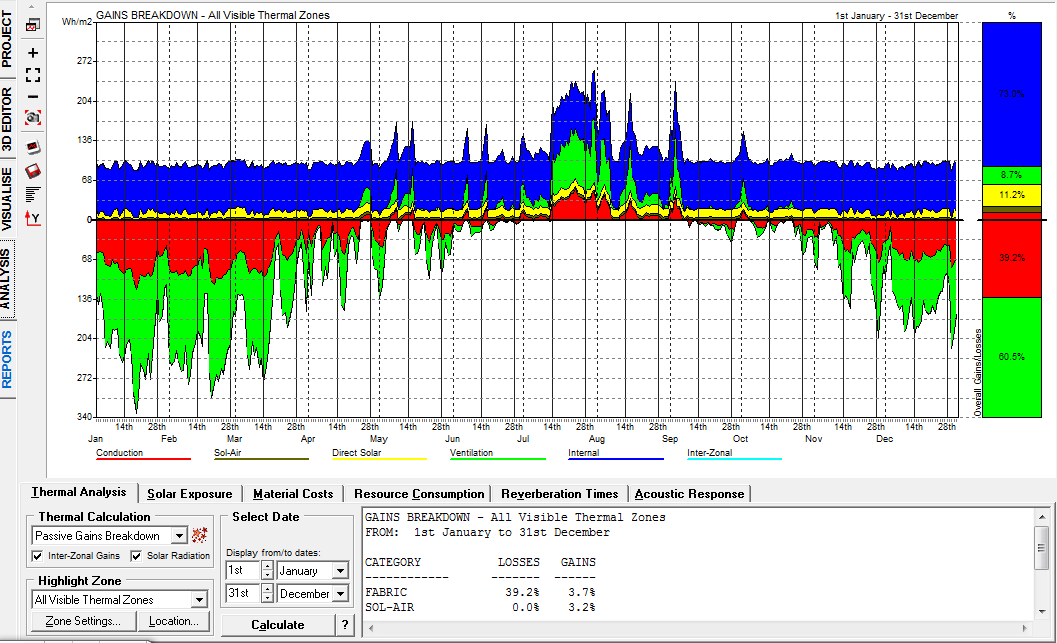 GAINS BREAKDOWN - All Visible Thermal Zones
1st January - 31st December
%
Wh/m2
272
204
136
68
0
68
136
204
272
340
73.0%
8.7%
11.2%
39.2%
60.5%
Overall Gains/Losses
14th 28th 14th 28th 14th 28th 14th 28th 14th 28th 14th 28th 14th 28th 14th 28th 14th 28th 14th 28th 14th 28th 14th 28th
Jan Feb Mar Apr May Jun Jul Aug Sep Oct Nov Dec
Conduction Sol-Air Direct Solar Ventilation Internal Inter-Zonal
PROJECT
3D EDITOR
VISUALISE
ANALYSIS
REPORTS
Y
Thermal Analysis Solar Exposure Material Costs Resource Consumption Reverberation Times Acoustic Response
Thermal Calculation
Passive Gains Breakdown
Inter-Zonal Gains Solar Radiation
Highlight Zone
All Visible Thermal Zones
Zone Settings... Location...
Select Date
Display from/to dates:
1st January
31st December
Calculate ?
GAINS BREAKDOWN - All Visible Thermal Zones
FROM: 1st January to 31st December
CATEGORY LOSSES GAINS
------------ ------- ------
FABRIC 39.2% 3.7%
SOL-AIR 0.0% 3.2%